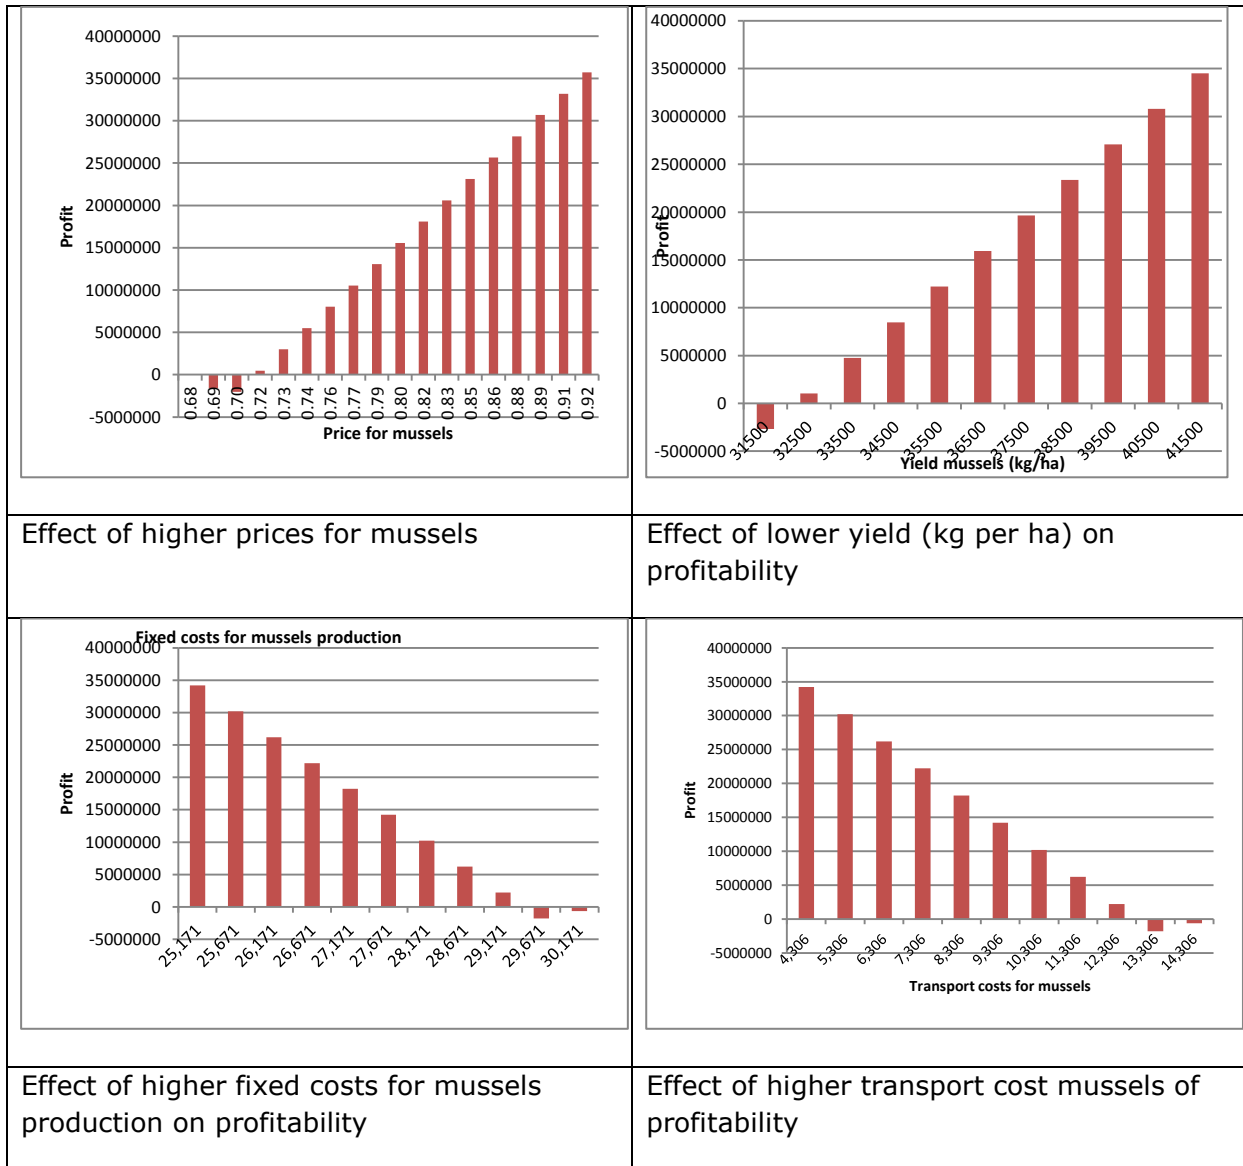 40000000
35000000
30000000
25000000
20000000
15000000
10000000
5000000
0
-5000000
Profit
0.68 0.69 0.70 0.72 0.73 0.74 0.76 0.77 0.79 0.80 0.82 0.83 0.85 0.86 0.88 0.89 0.91 0.92
Price for mussels
40000000
35000000
30000000
25000000
20000000
15000000
10000000
5000000
0
-5000000
Profit
31500 32500 33500 34500 35500 36500 37500 38500 39500 40500 41500
Yield mussels (kg/ha)
Effect of higher prices for mussels
Effect of lower yield (kg per ha) on
profitability
Fixed costs for mussels production
40000000
35000000
30000000
25000000
20000000
15000000
10000000
5000000
0
-5000000
Profit
25,171 25,671 26,171 26,671 27,171 27,671 28,171 28,671 29,171 29,671 30,171
40000000
35000000
30000000
25000000
20000000
15000000
10000000
5000000
0
-5000000
Profit
4,306 5,306 6,306 7,306 8,306 9,306 10,306 11,306 12,306 13,306 14,306
Transport costs for mussels
Effect of higher fixed costs for mussels
production on profitability
Effect of higher transport cost mussels of
profitability